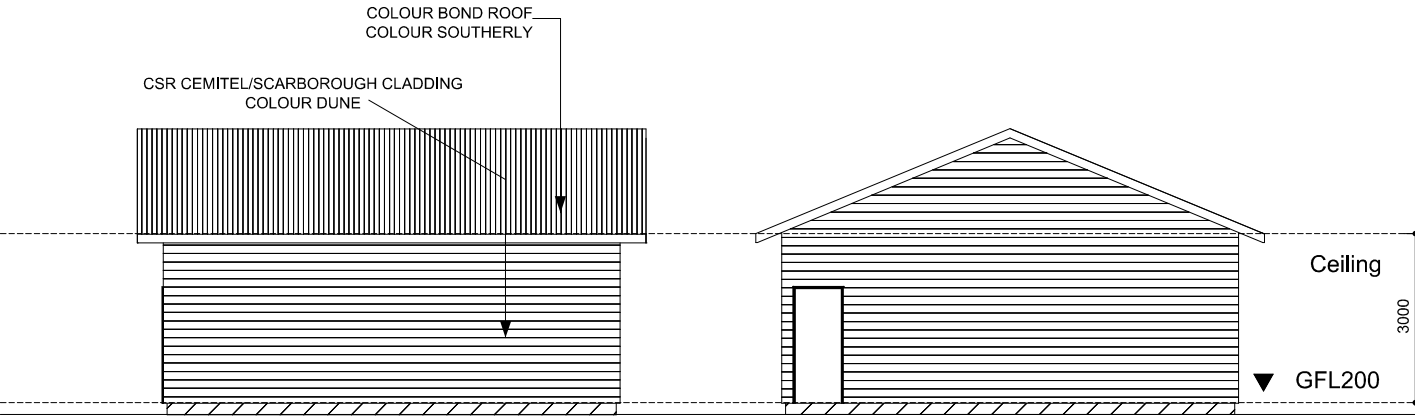 COLOUR BOND ROOF
COLOUR SOUTHERLY
CSR CEMITEL/SCARBOROUGH CLADDING
COLOUR DUNE
Ceiling
3000
GFL200